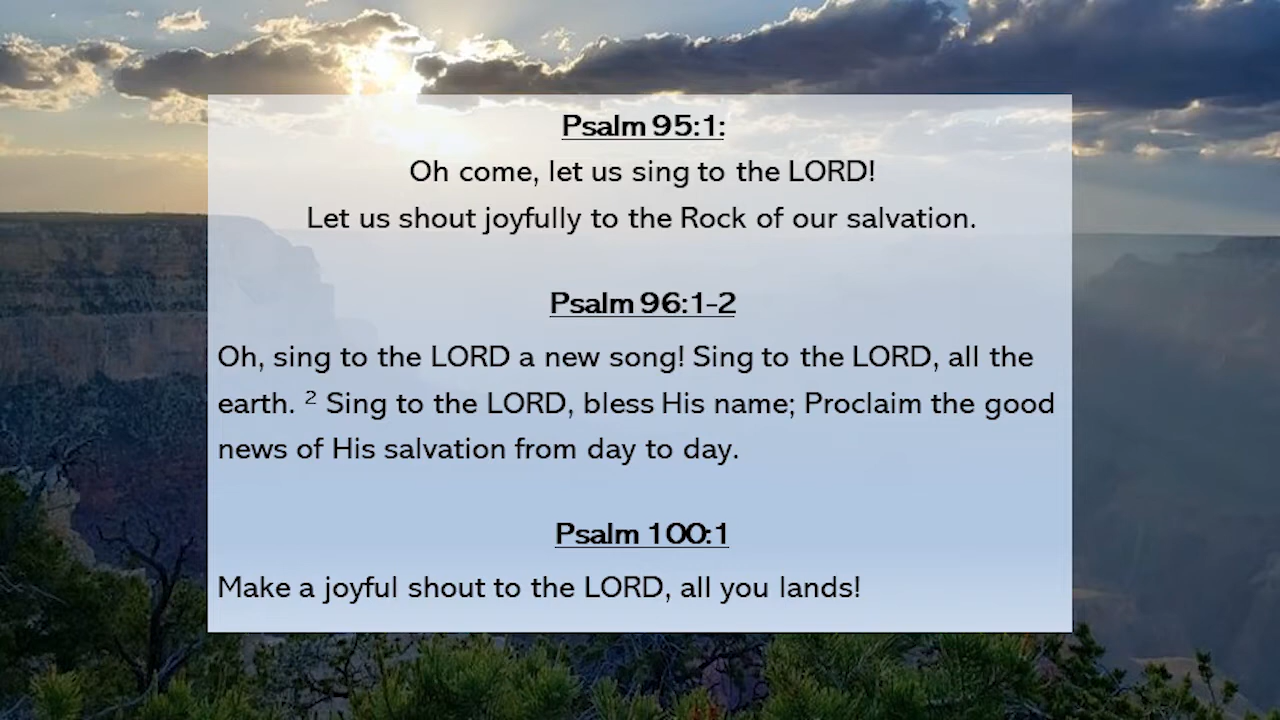 Psalm 95:1:
Oh come, let us sing to the LORD!
Let us shout joyfully to the Rock of our salvation.
Psalm 96:1-2
Oh, sing to the LORD a new song! Sing to the LORD, all the
earth. ² Sing to the LORD, bless His name; Proclaim the good
news of His salvation from day to day.
Psalm 100:1
Make a joyful shout to the LORD, all you lands!